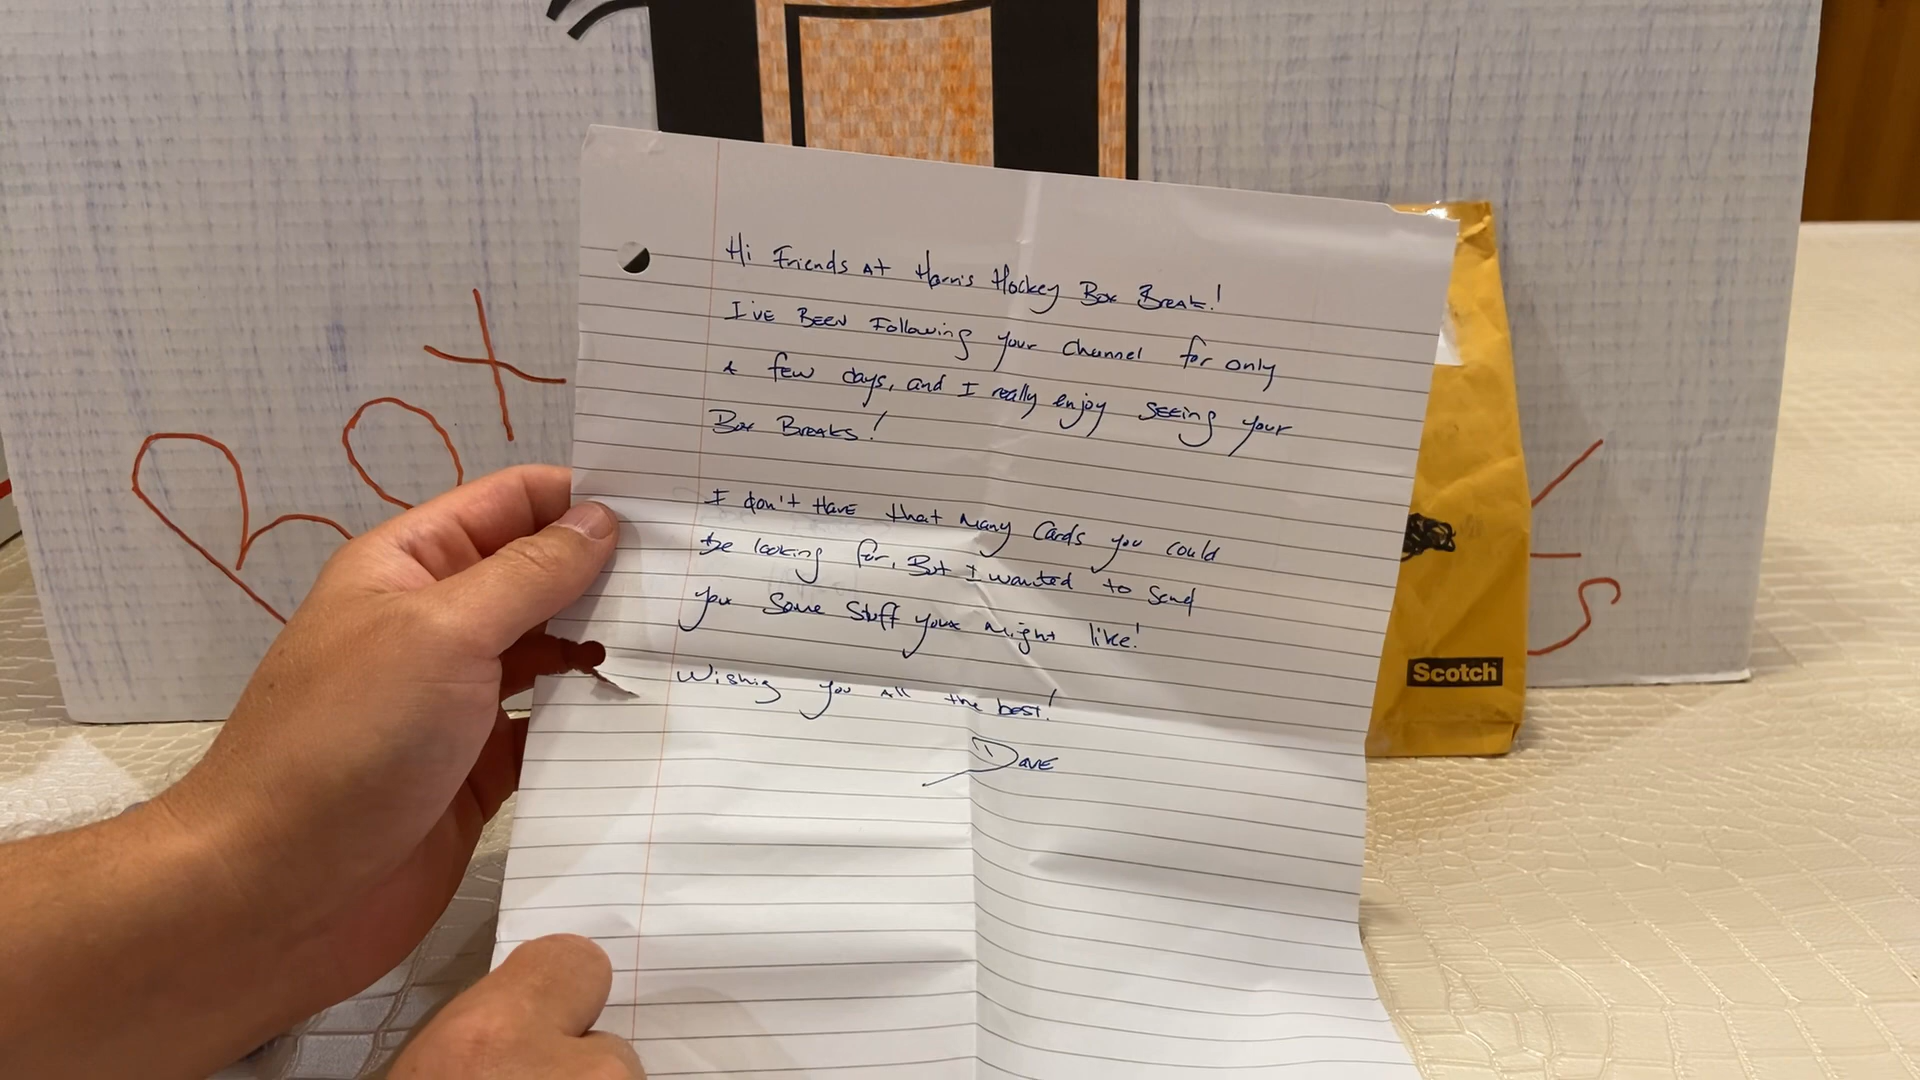 Hi Friends At Harris Hockey Box Break!
I've Been Following your Channel for only
a few days, and I really enjoy seeing your
Box Breaks!
I don't Have that Many Cards you could
be looking for, But I wanted to send
you some stuff your might like!
Wishing you all the best!
Dave
Box
Scotch